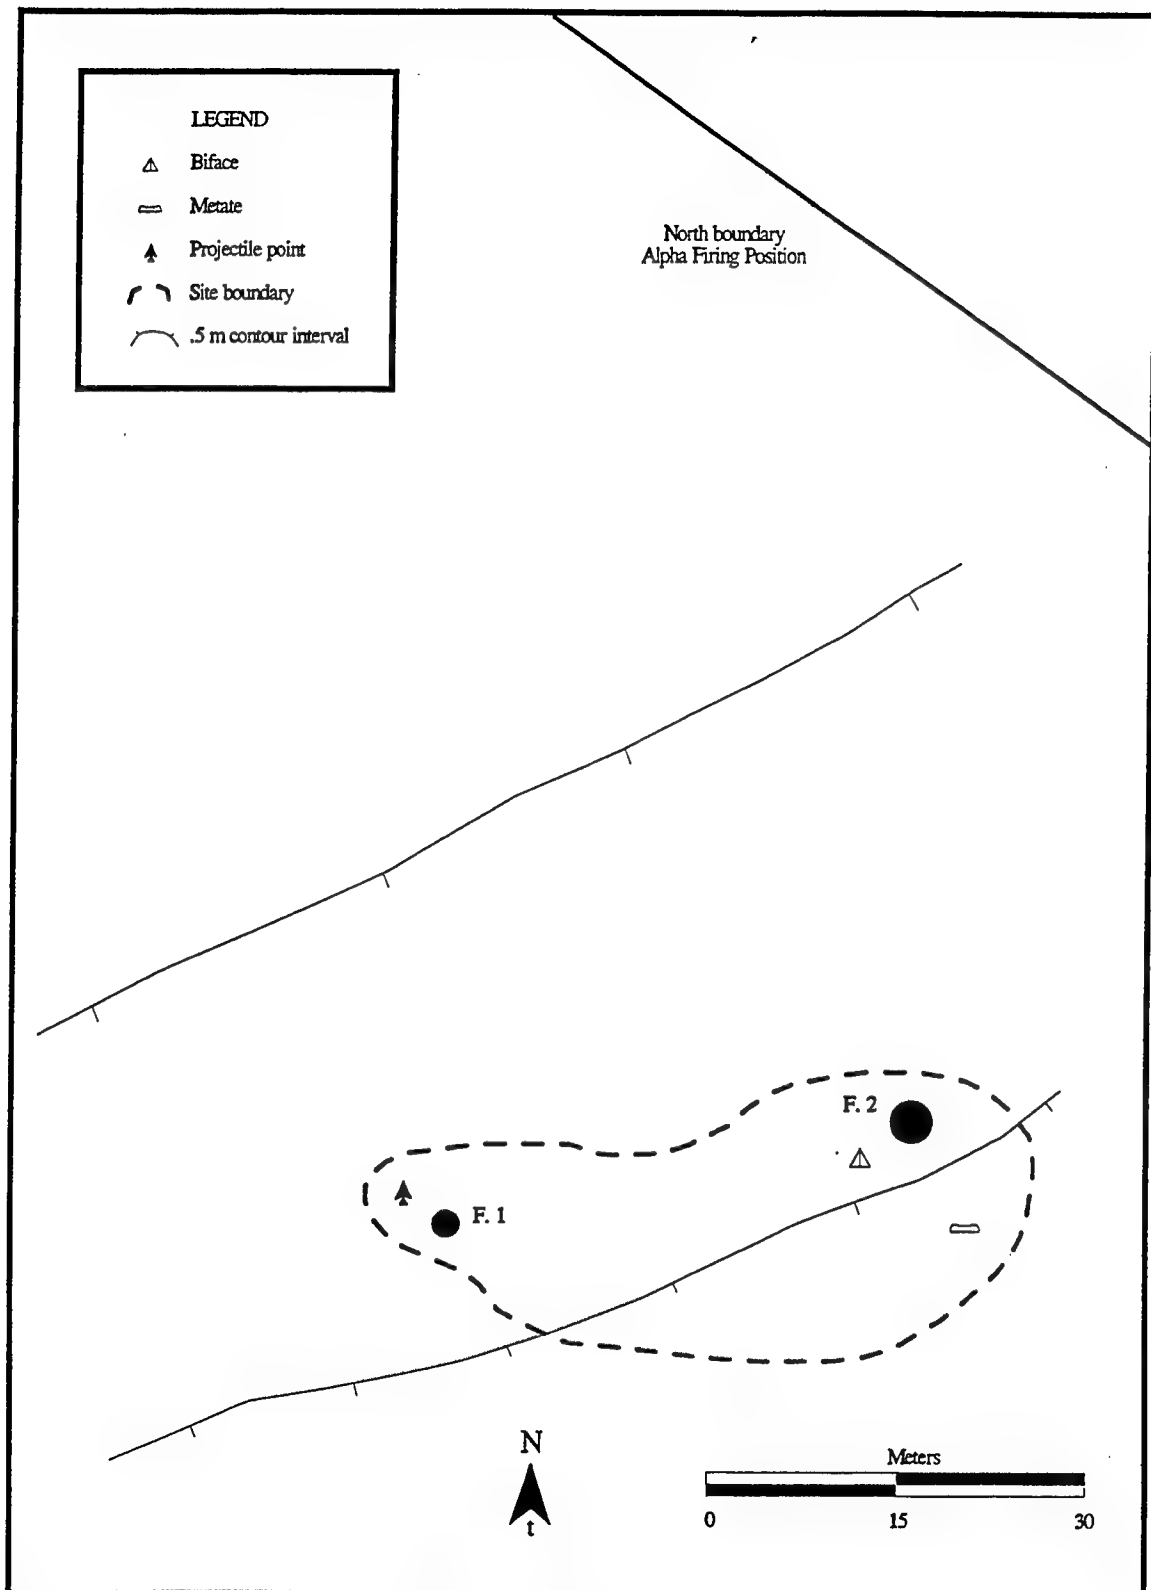 LEGEND
Biface
Metate
Projectile point
Site boundary
.5 m contour interval
North boundary
Alpha Firing Position
F. 2
F. 1
N
t
Meters
0 15 30